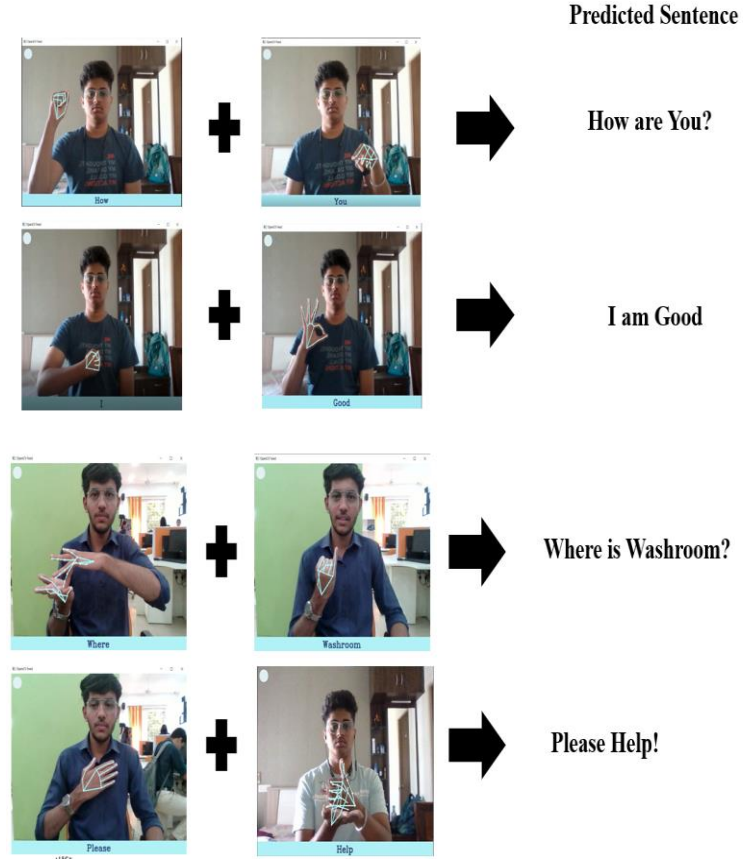 Predicted Sentence
How
You
How are You?
I
Good
I am Good
Where
Washroom
Where is Washroom?
Please
Help
Please Help!